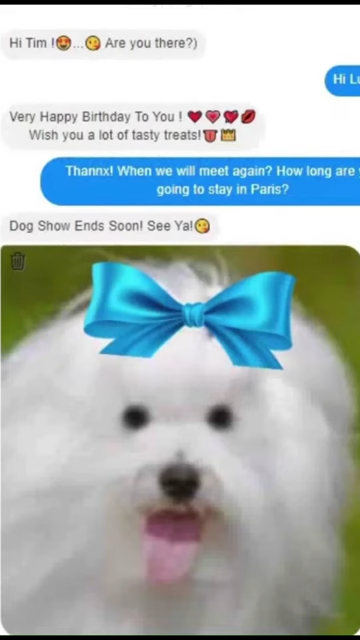 Hi Tim !😍...😘 Are you there?)
Hi Lu
Very Happy Birthday To You ! ❤️💗💘💋
Wish you a lot of tasty treats!👅👑
Thannx! When we will meet again? How long are
going to stay in Paris?
Dog Show Ends Soon! See Ya!😘